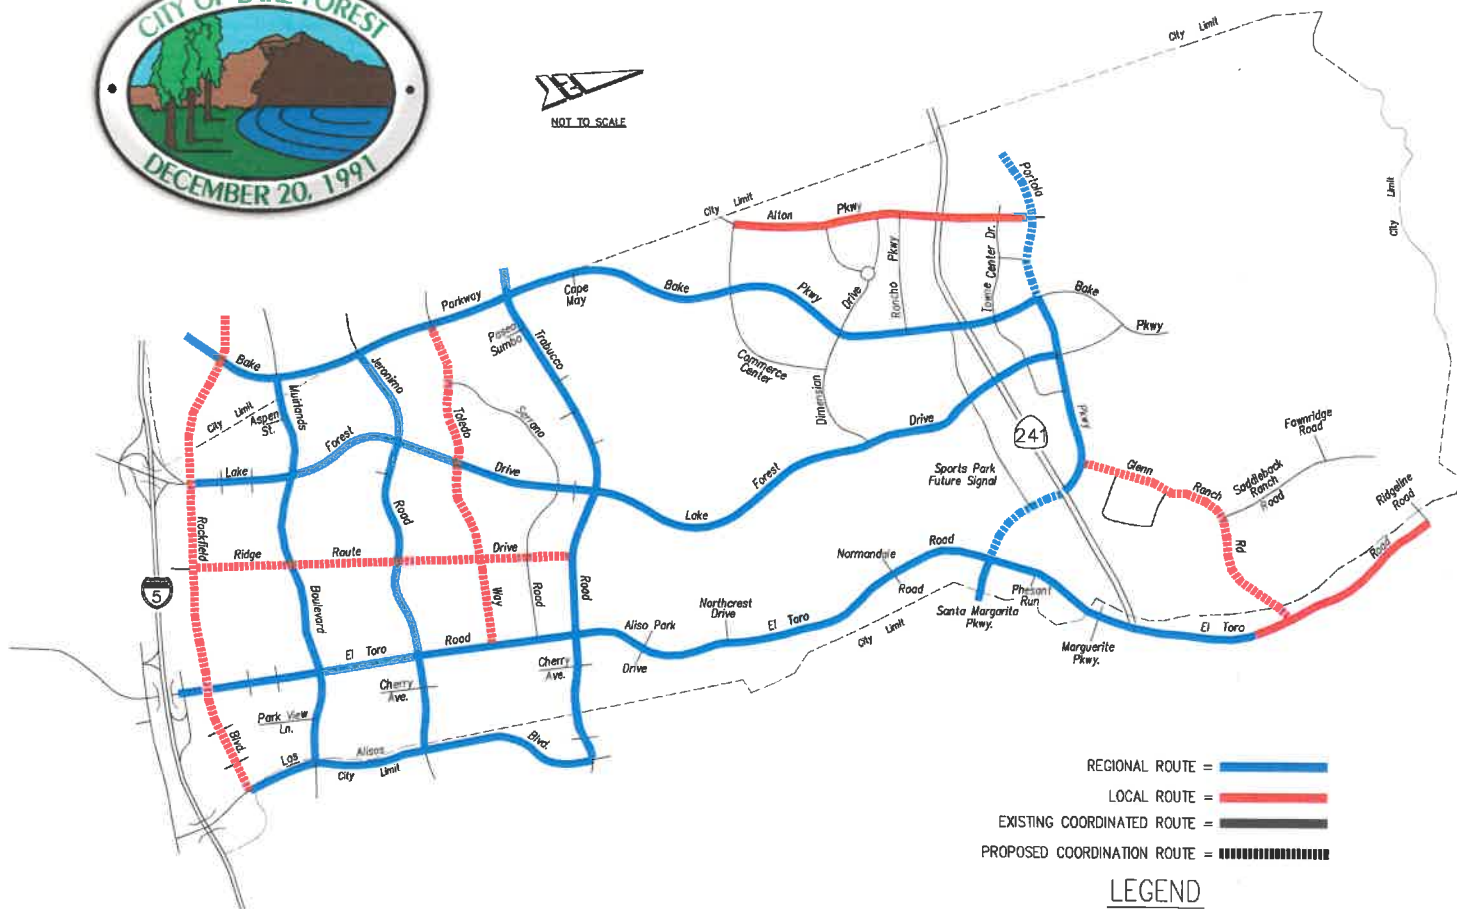 CITY OF LAKE FOREST
DECEMBER 20, 1991
NOT TO SCALE
City Limit
City Limit
City Limit
Portola
Alton Pkwy
Rancho Pkwy
Towne Center Dr.
Drive
Dimension
Commerce
Center
Parkway
Cape
May
Bake
Pkwy
Bake
Pkwy
Paseo
Sumbo
Trabucco
Bake
Muirlands
Jeronimo
Toledo
Serrano
City Limit
Aspen
St.
Lake
Forest
Drive
Lake
Forest
Drive
Pkwy
241
Sports Park
Future Signal
Glenn
Ranch
Rd
Saddleback
Ranch
Road
Fawnridge
Road
Ridgeline
Road
Road
Rockfield
Ridge
Route
Drive
Road
Way
Road
Road
Boulevard
5
Normandale
Road
Road
Phesant
Run
Santa Margarita
Pkwy.
Marguerite
Pkwy.
El Toro
Northcrest
Drive
El Toro
City Limit
Aliso Park
Drive
El Toro
Road
Cherry
Ave.
Cherry
Ave.
Park View
Ln.
Blvd.
Los
Alisos
Blvd.
City Limit
REGIONAL ROUTE =
LOCAL ROUTE =
EXISTING COORDINATED ROUTE =
PROPOSED COORDINATION ROUTE =
LEGEND